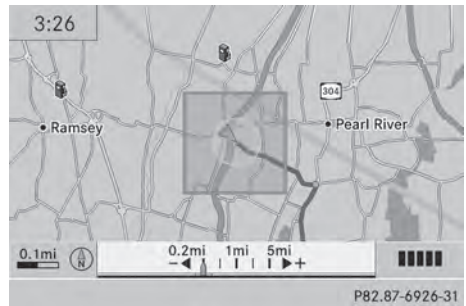 3:26
304
Ramsey
Pearl River
0.1mi
N
0.2mi 1mi 5mi
- +
P82.87-6926-31